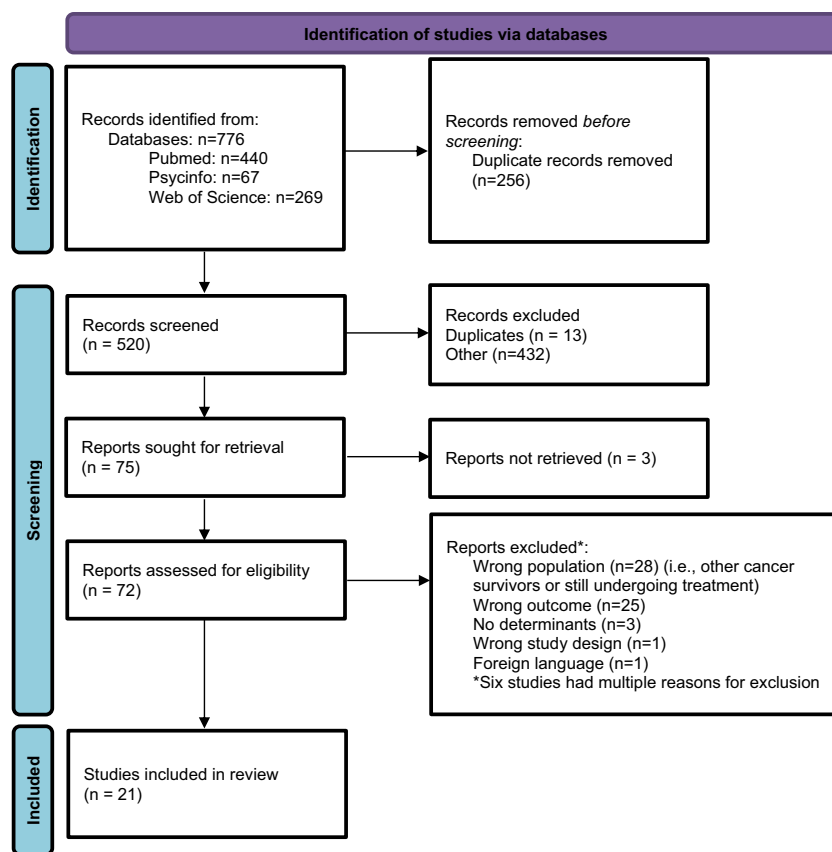 Identification of studies via databases
Identification
Records identified from:
Databases: n=776
Pubmed: n=440
Psycinfo: n=67
Web of Science: n=269
Records removed before
screening:
Duplicate records removed
(n=256)
Screening
Records screened
(n = 520)
Records excluded
Duplicates (n = 13)
Other (n=432)
Reports sought for retrieval
(n = 75)
Reports not retrieved (n = 3)
Reports assessed for eligibility
(n = 72)
Reports excluded*:
Wrong population (n=28) (i.e., other cancer
survivors or still undergoing treatment)
Wrong outcome (n=25)
No determinants (n=3)
Wrong study design (n=1)
Foreign language (n=1)
*Six studies had multiple reasons for exclusion
Included
Studies included in review
(n = 21)